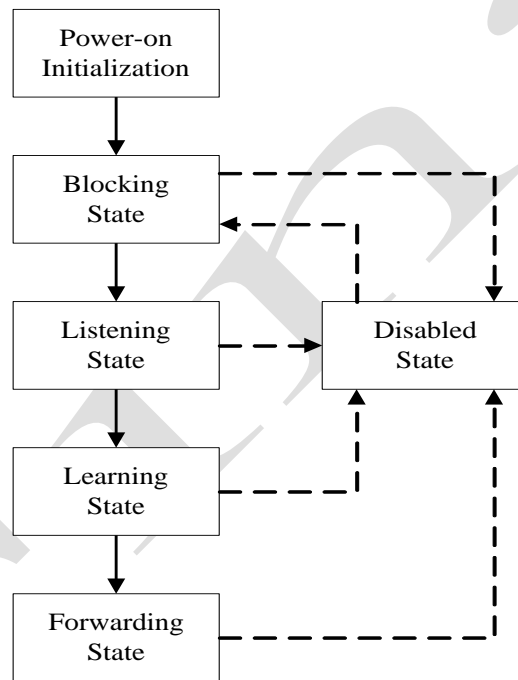 Power-on
Initialization
Blocking
State
Listening
State
Disabled
State
Learning
State
Forwarding
State